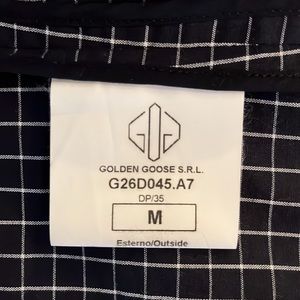 GOLDEN GOOSE S.R.L.
G26D045.A7
DP/35
M
Esterno/Outside